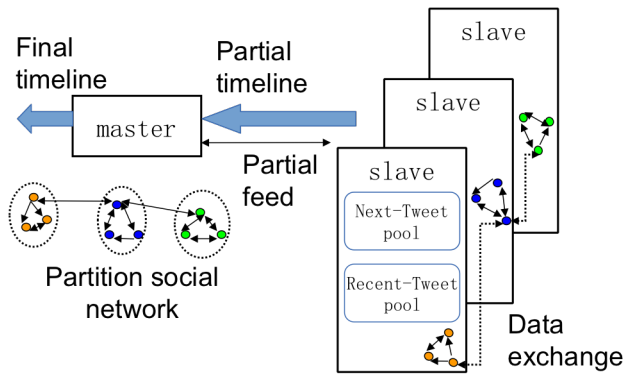 Final
timeline
Partial
timeline
master
Partial
feed
Partition social
network
slave
slave
slave
Next-Tweet
pool
Recent-Tweet
pool
Data
exchange